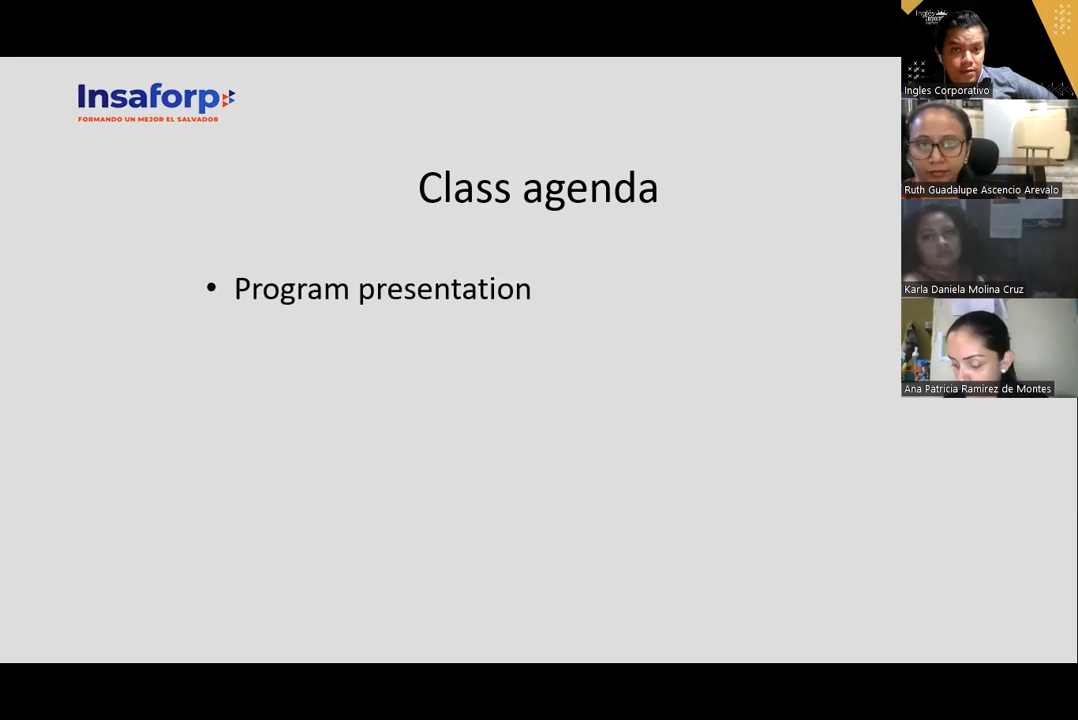 Insaforp
FORMANDO UN MEJOR EL SALVADOR
Class agenda
• Program presentation
Ingles Corporativo
Ruth Guadalupe Ascencio Arevalo
Karla Daniela Molina Cruz
Ana Patricia Ramirez de Montes